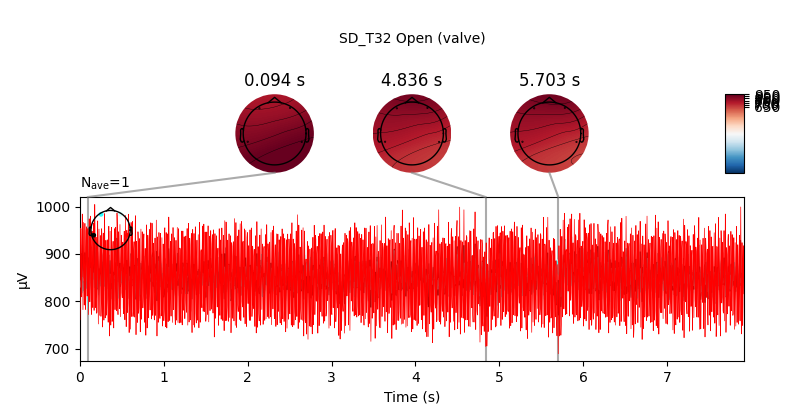 SD_T32 Open (valve)
0.094 s 4.836 s 5.703 s
950
Nave=1
1000
900
800
700
µV
0 1 2 3 4 5 6 7
Time (s)